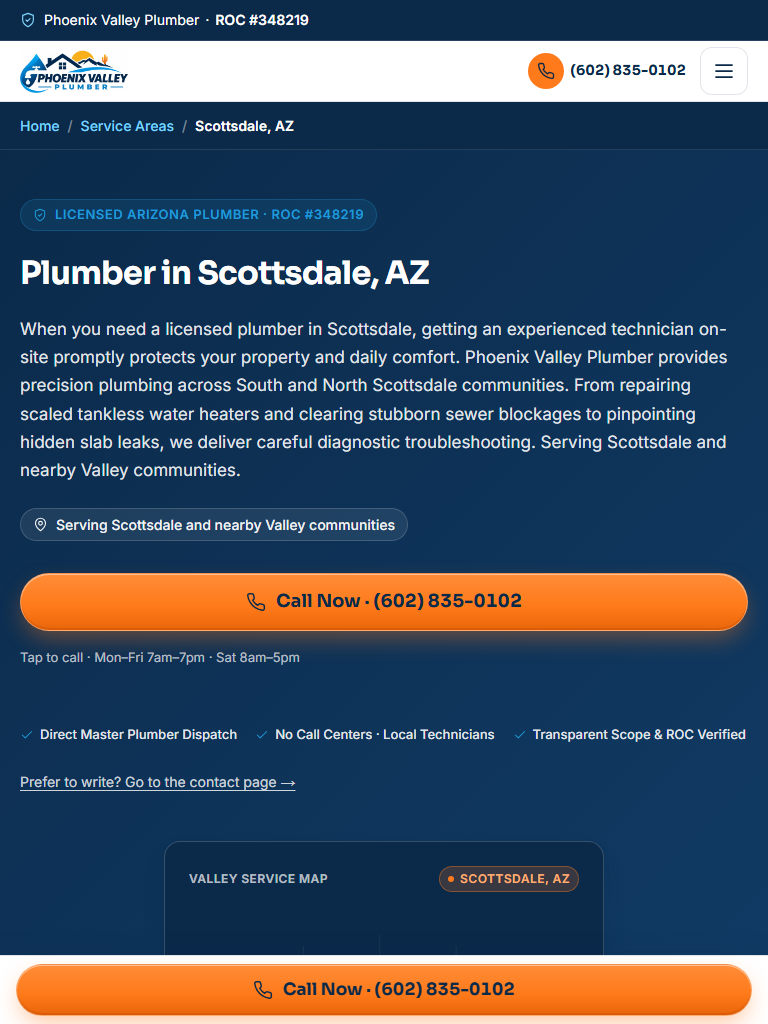 Phoenix Valley Plumber · ROC #348219
PHOENIX VALLEY
PLUMBER
(602) 835-0102
Home / Service Areas / Scottsdale, AZ
LICENSED ARIZONA PLUMBER · ROC #348219
Plumber in Scottsdale, AZ
When you need a licensed plumber in Scottsdale, getting an experienced technician on-
site promptly protects your property and daily comfort. Phoenix Valley Plumber provides
precision plumbing across South and North Scottsdale communities. From repairing
scaled tankless water heaters and clearing stubborn sewer blockages to pinpointing
hidden slab leaks, we deliver careful diagnostic troubleshooting. Serving Scottsdale and
nearby Valley communities.
Serving Scottsdale and nearby Valley communities
Call Now · (602) 835-0102
Tap to call · Mon–Fri 7am–7pm · Sat 8am–5pm
Direct Master Plumber Dispatch No Call Centers · Local Technicians Transparent Scope & ROC Verified
Prefer to write? Go to the contact page →
VALLEY SERVICE MAP SCOTTSDALE, AZ
Call Now · (602) 835-0102